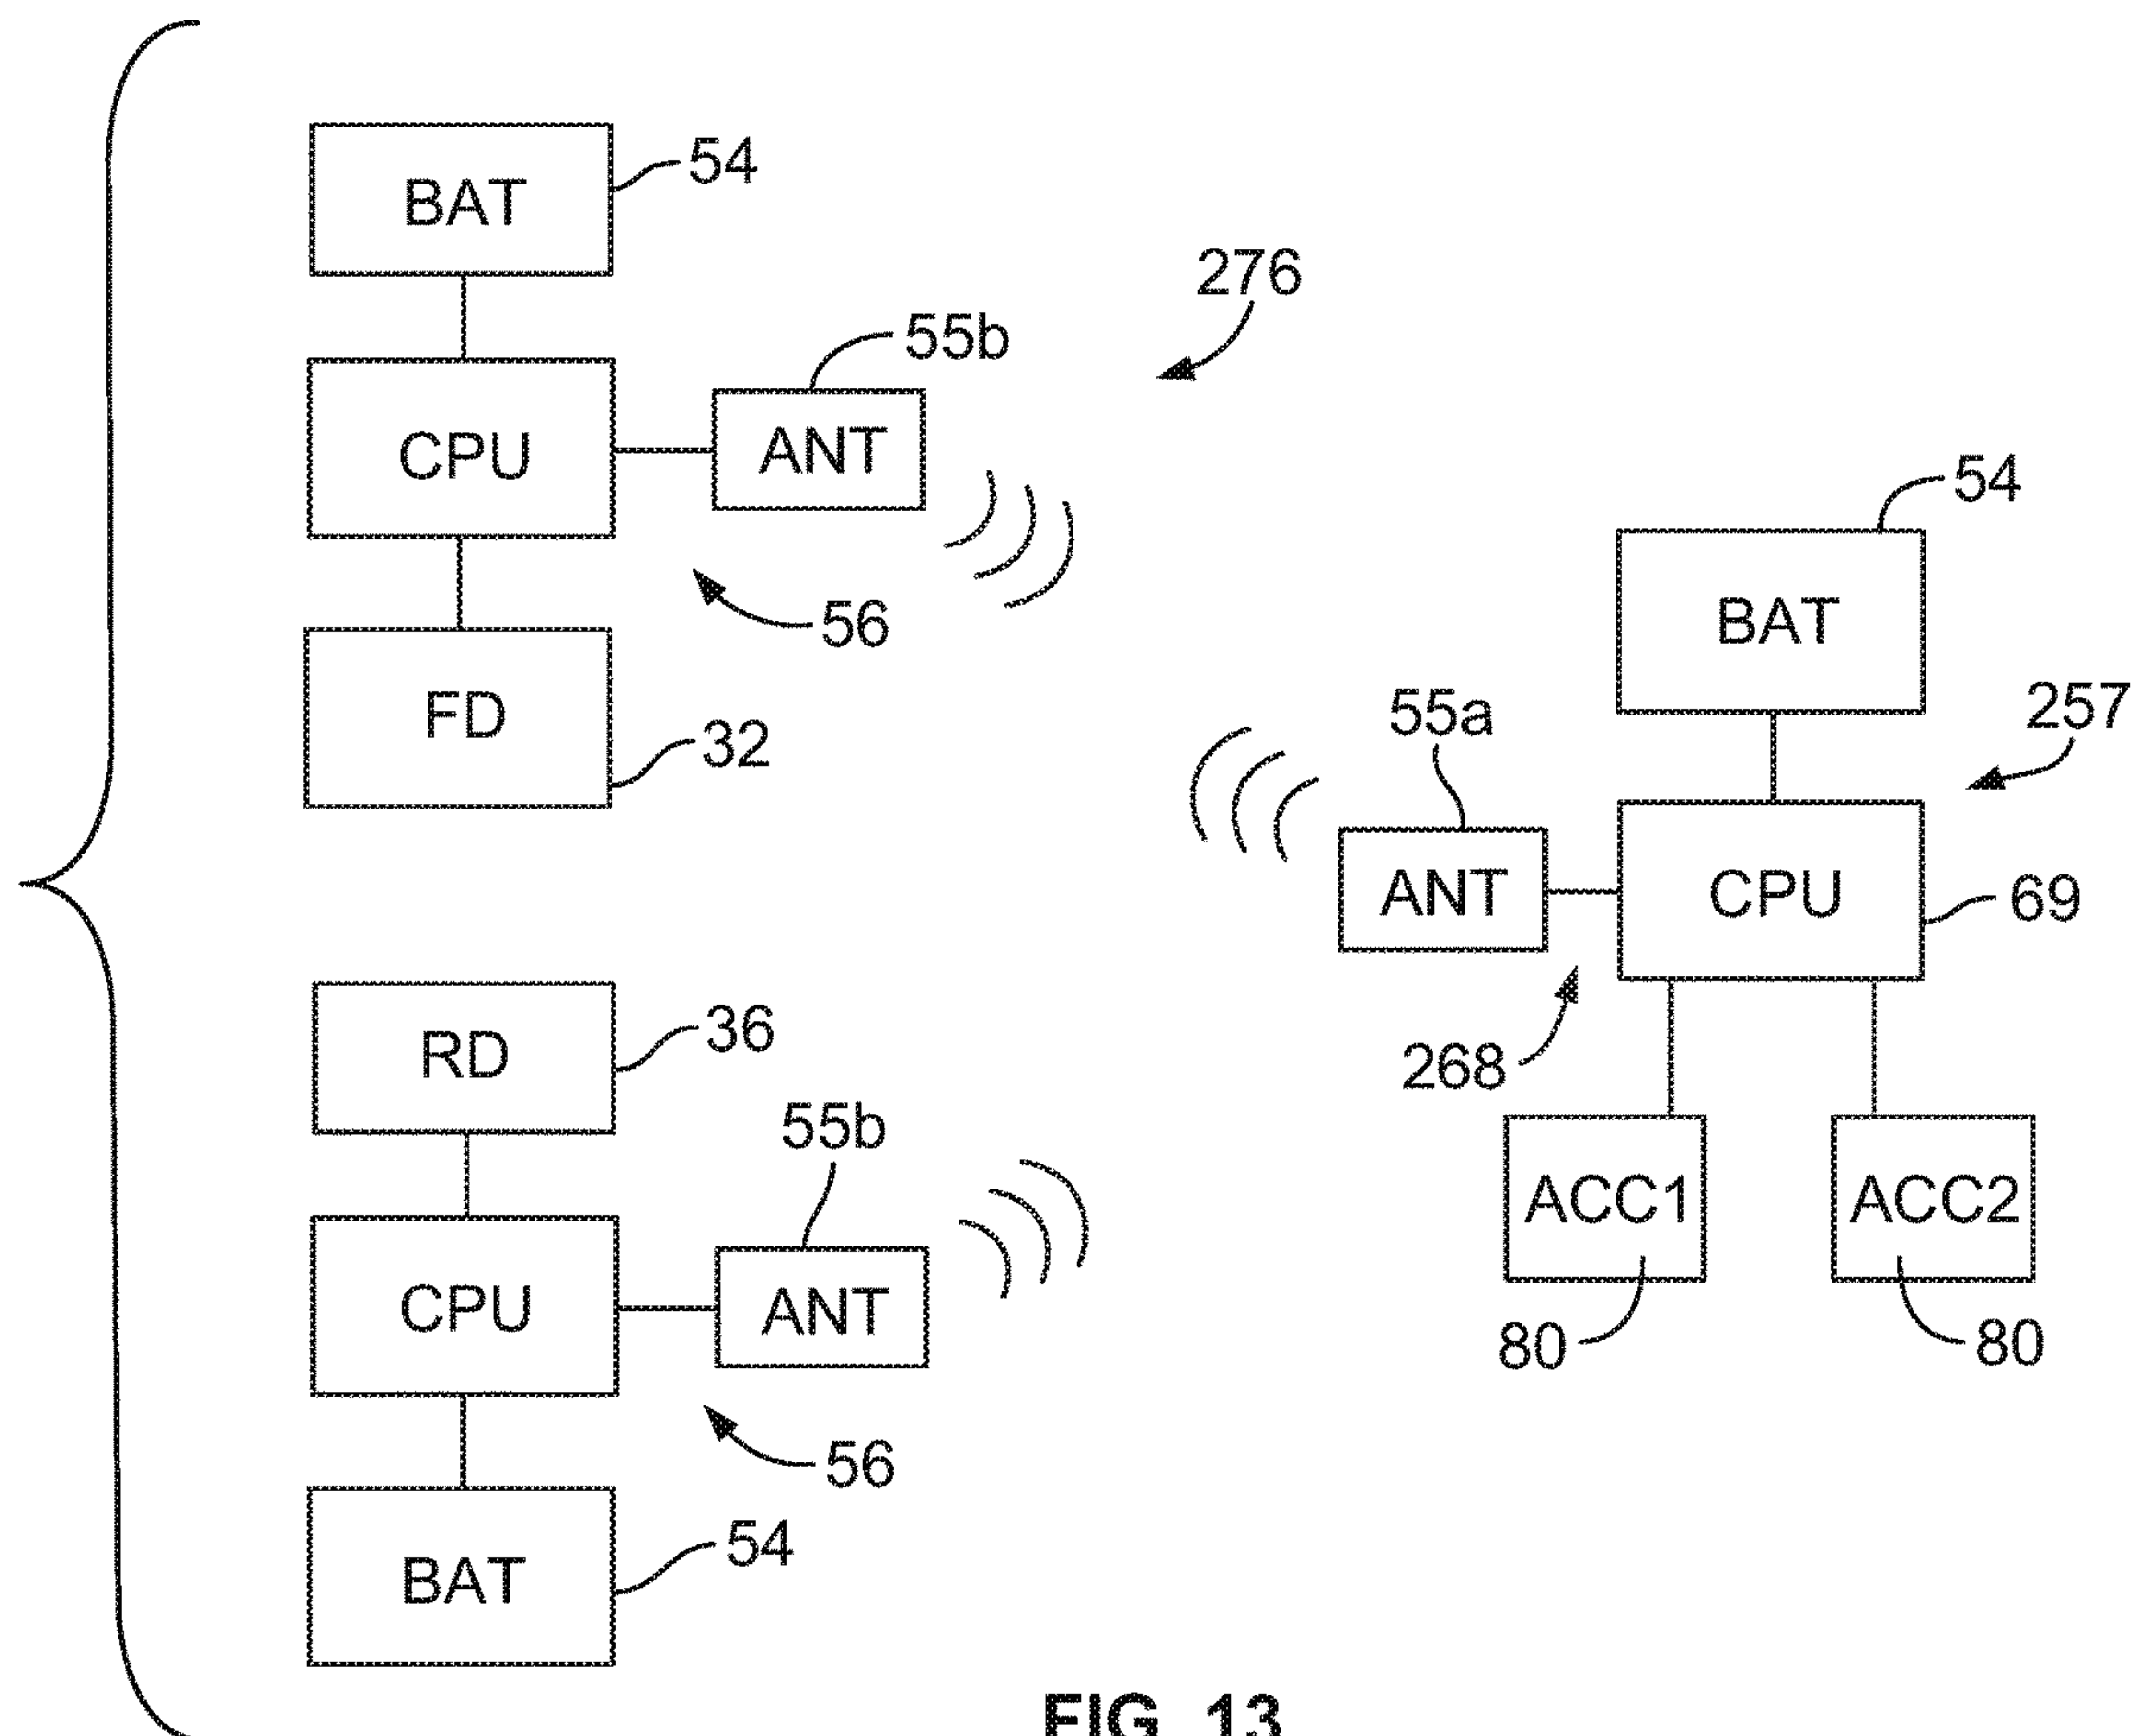 BAT
54
276
55b
CPU
ANT
54
56
BAT
FD
32
55a
257
ANT
CPU
69
RD
36
268
55b
ACC1
ACC2
CPU
ANT
80
80
56
BAT
54
FIG. 13